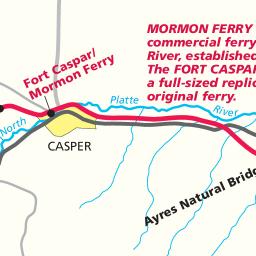 MORMON FERRY
commercial ferry
River, established
The FORT CASPAR
a full-sized replic
original ferry.
Fort Caspar/
Mormon Ferry
Platte
River
North
CASPER
Ayres Natural Bridg